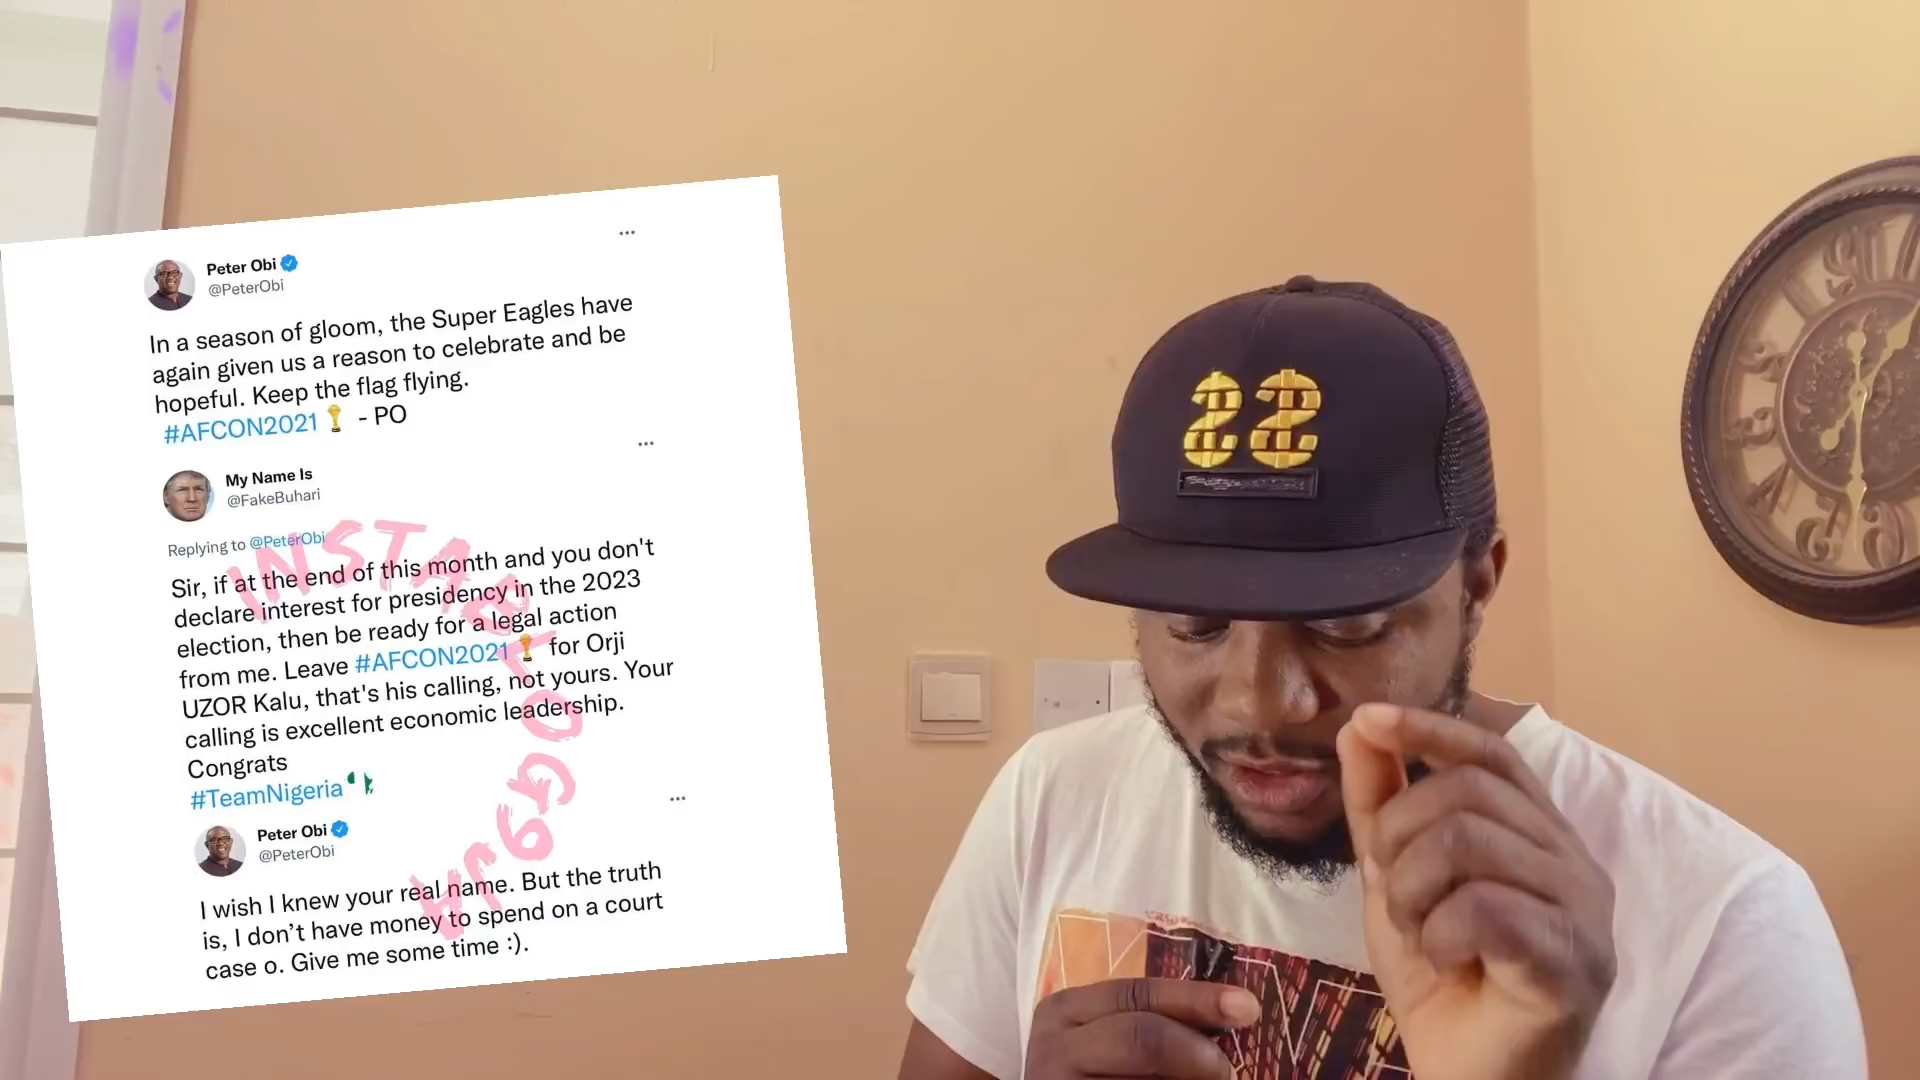 Peter Obi
@PeterObi
In a season of gloom, the Super Eagles have
again given us a reason to celebrate and be
hopeful. Keep the flag flying.
#AFCON2021🏆 - PO
My Name Is
@FakeBuhari
Replying to @PeterObi
Sir, if at the end of this month and you don't
declare interest for presidency in the 2023
election, then be ready for a legal action
from me. Leave #AFCON2021🏆 for Orji
UZOR Kalu, that's his calling, not yours. Your
calling is excellent economic leadership.
Congrats
#TeamNigeria
Peter Obi
@PeterObi
I wish I knew your real name. But the truth
is, I don’t have money to spend on a court
case o. Give me some time :).
INSTABLOG9JA
22